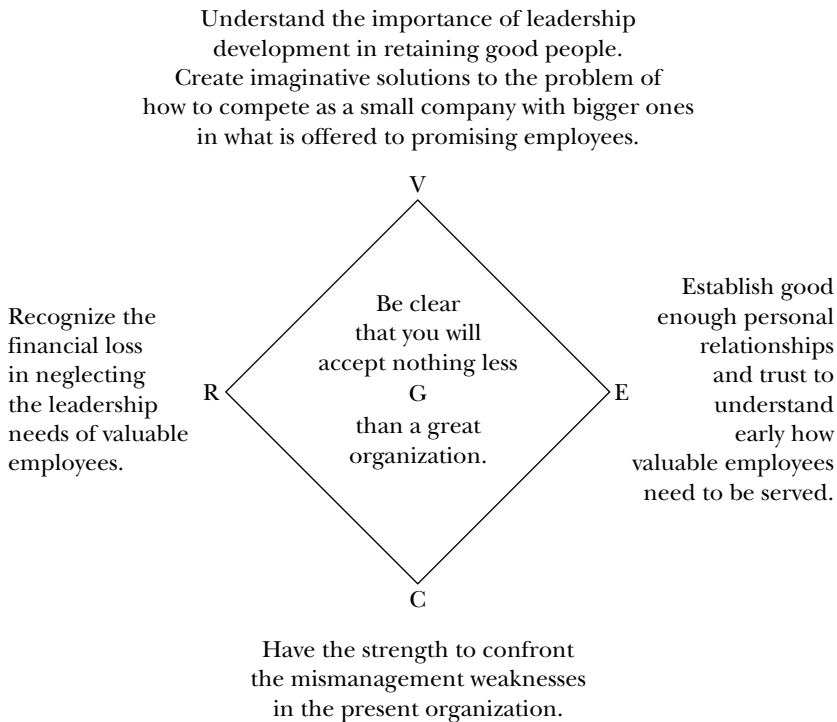 Understand the importance of leadership
development in retaining good people.
Create imaginative solutions to the problem of
how to compete as a small company with bigger ones
in what is offered to promising employees.
V
Recognize the
financial loss
in neglecting
the leadership
needs of valuable
employees.
R
Be clear
that you will
accept nothing less
G
than a great
organization.
E
Establish good
enough personal
relationships
and trust to
understand
early how
valuable employees
need to be served.
C
Have the strength to confront
the mismanagement weaknesses
in the present organization.